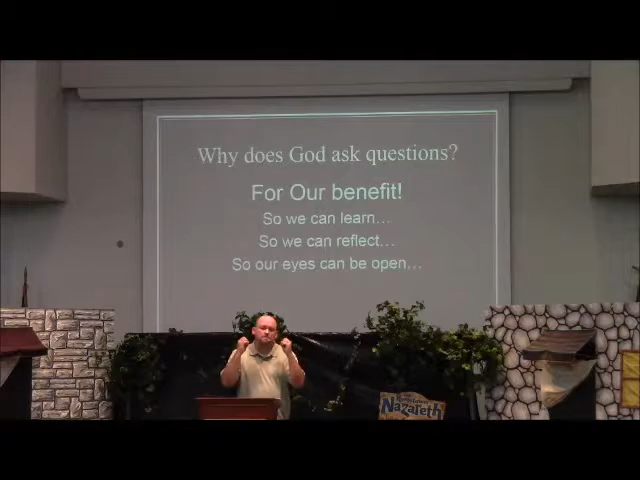 Why does God ask questions?
For Our benefit!
So we can learn…
So we can reflect…
So our eyes can be open…
Hometown
Nazareth